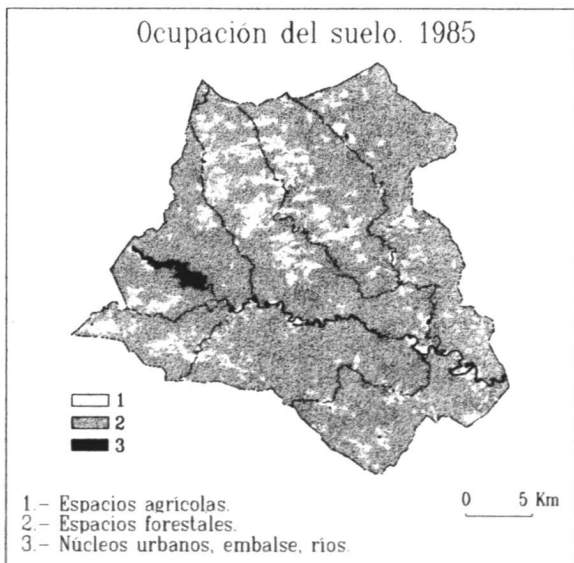 Ocupación del suelo. 1985
1
2
3
1.- Espacios agrícolas.
2.- Espacios forestales.
3.- Núcleos urbanos, embalse, ríos.
0 5 Km